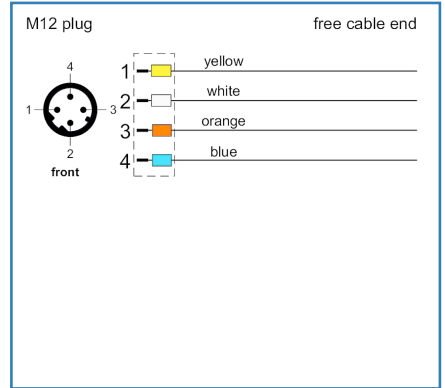 M12 plug free cable end
4
1 3
2
front
1 yellow
2 white
3 orange
4 blue